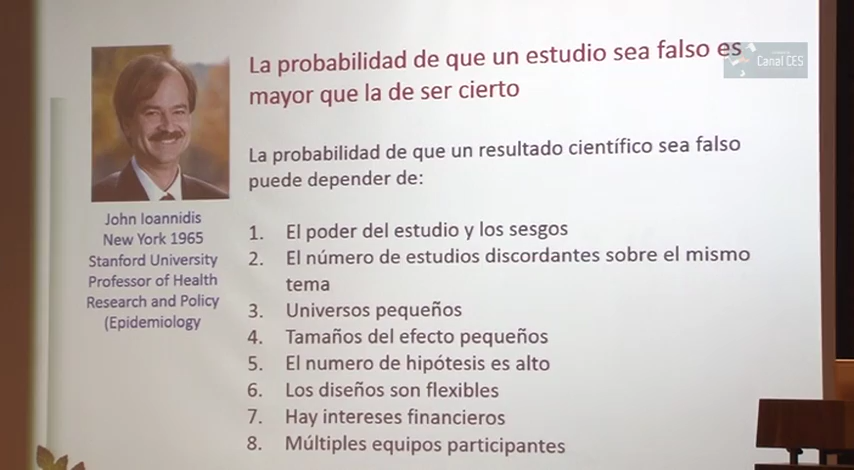 La probabilidad de que un estudio sea falso es
mayor que la de ser cierto
Canal CES
La probabilidad de que un resultado científico sea falso
puede depender de:
John Ioannidis
New York 1965
Stanford University
Professor of Health
Research and Policy
(Epidemiology
1. El poder del estudio y los sesgos
2. El número de estudios discordantes sobre el mismo
tema
3. Universos pequeños
4. Tamaños del efecto pequeños
5. El numero de hipótesis es alto
6. Los diseños son flexibles
7. Hay intereses financieros
8. Múltiples equipos participantes